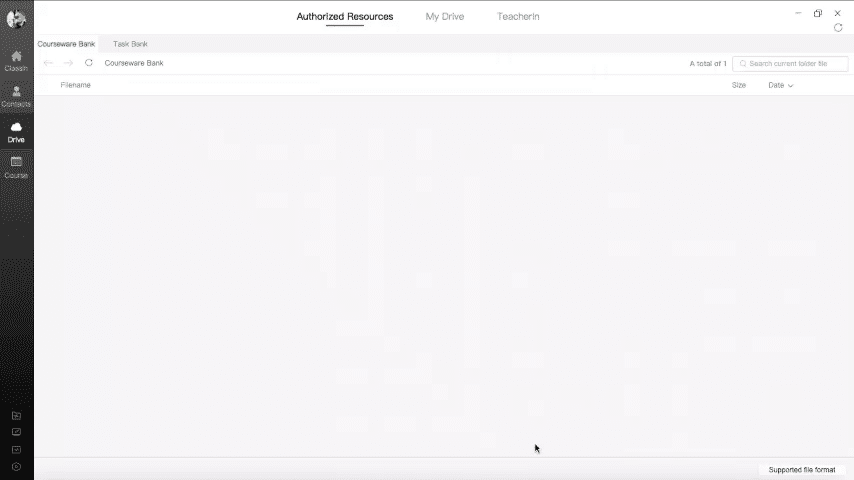 Authorized Resources
My Drive
TeacherIn
Courseware Bank
Task Bank
ClassIn
Contacts
Drive
Course
Courseware Bank
A total of 1
Search current folder file
Filename
Size
Date
Supported file format